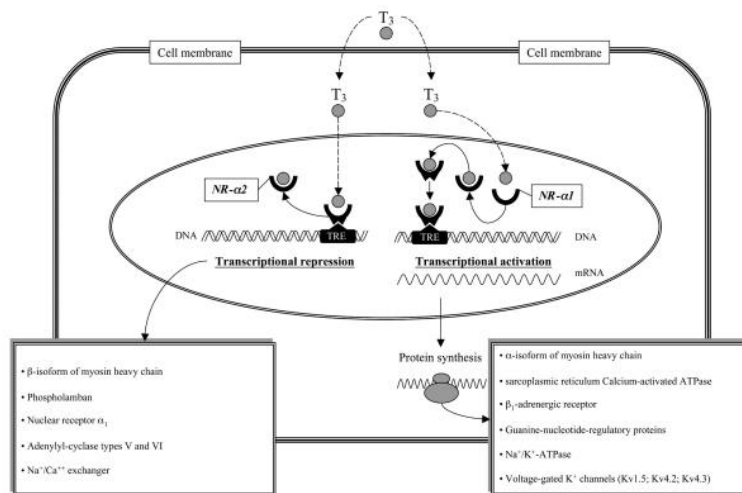 T₃
Cell membrane
Cell membrane
T₃
T₃
NR-α2
NR-α1
DNA
TRE
TRE
DNA
Transcriptional repression
Transcriptional activation
mRNA
Protein synthesis
• β-isoform of myosin heavy chain
• Phospholamban
• Nuclear receptor α₁
• Adenylyl-cyclase types V and VI
• Na⁺/Ca⁺⁺ exchanger
• α-isoform of myosin heavy chain
• sarcoplasmic reticulum Calcium-activated ATPase
• β₁-adrenergic receptor
• Guanine-nucleotide-regulatory proteins
• Na⁺/K⁺-ATPase
• Voltage-gated K⁺ channels (Kv1.5; Kv4.2; Kv4.3)